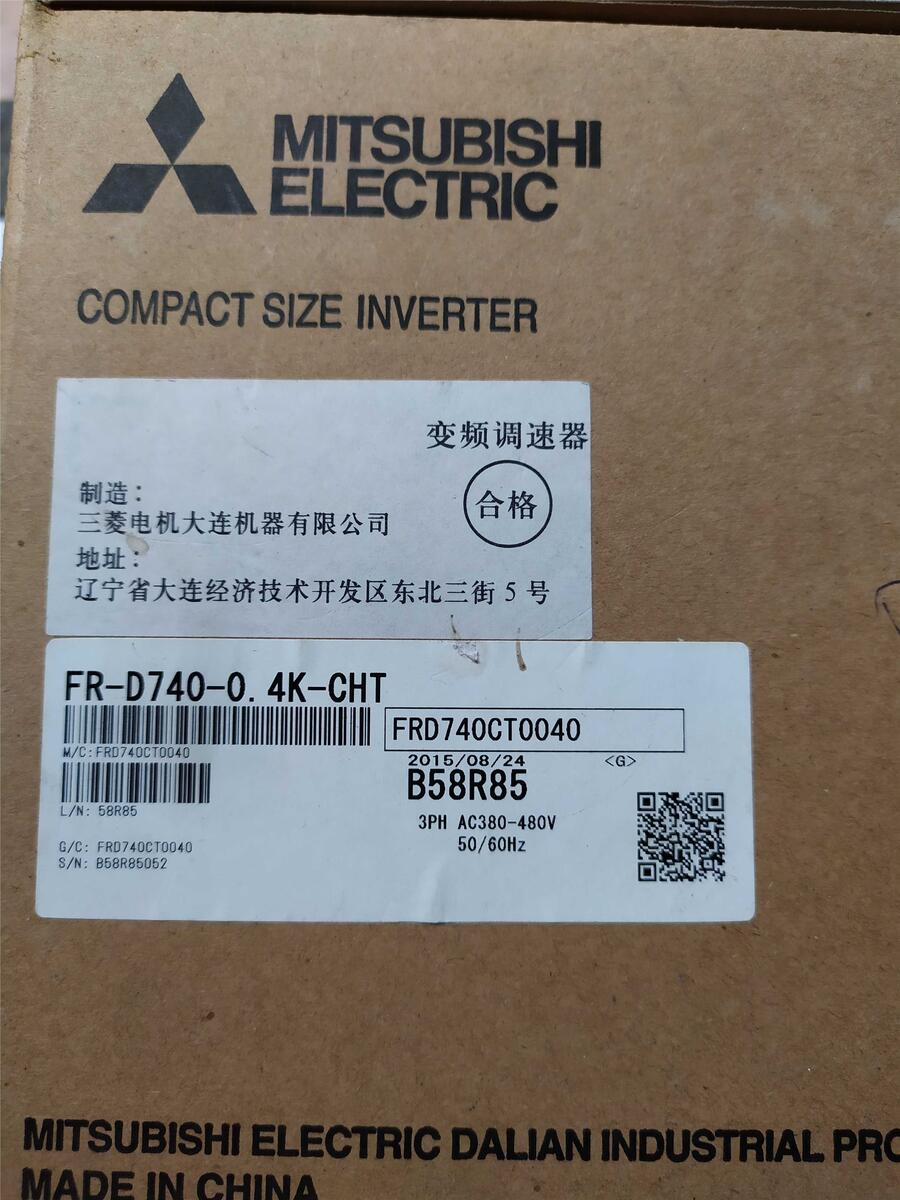 MITSUBISHI
ELECTRIC
COMPACT SIZE INVERTER
变频调速器
合格
制造：
三菱电机大连机器有限公司
地址：
辽宁省大连经济技术开发区东北三街 5 号
FR-D740-0.4K-CHT
FRD740CT0040
M/C:FRD740CT0040
2015/08/24 <G>
B58R85
L/N: 58R85
3PH AC380-480V
50/60Hz
G/C: FRD740CT0040
S/N: B58R85052
MITSUBISHI ELECTRIC DALIAN INDUSTRIAL
MADE IN CHINA